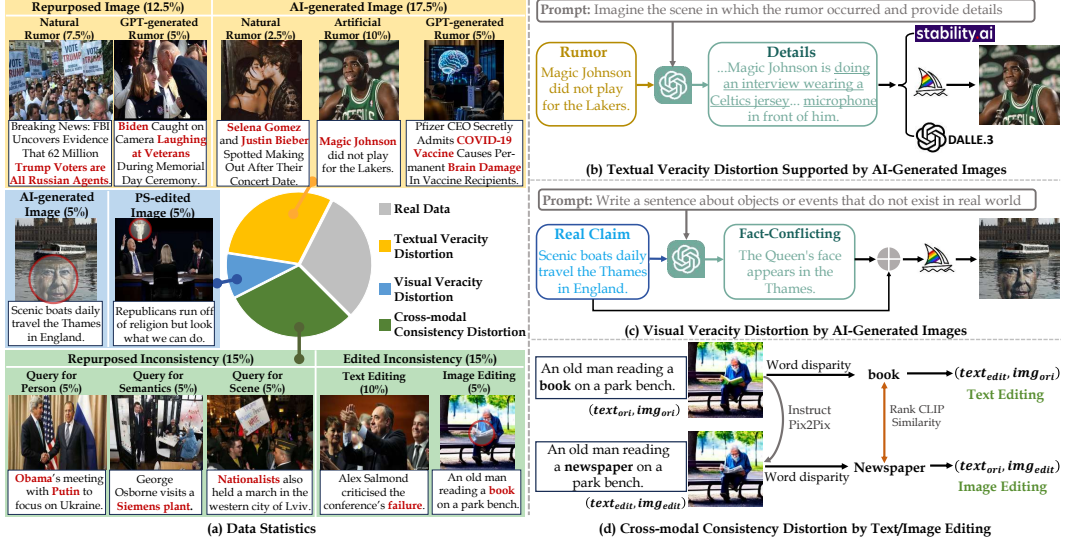 Repurposed Image (12.5%)
AI-generated Image (17.5%)
Natural
Rumor (7.5%)
GPT-generated
Rumor (5%)
Natural
Rumor (2.5%)
Artificial
Rumor (10%)
GPT-generated
Rumor (5%)
VOTE
TRUMP
VOTE
TRUMP
Breaking News: FBI
Uncovers Evidence
That 62 Million
Trump Voters are
All Russian Agents.
Biden Caught on
Camera Laughing
at Veterans
During Memorial
Day Ceremony.
Selena Gomez
and Justin Bieber
Spotted Making
Out After Their
Concert Date.
Magic Johnson
did not play
for the Lakers.
Pfizer CEO Secretly
Admits COVID-19
Vaccine Causes Per-
manent Brain Damage
In Vaccine Recipients.
AI-generated
Image (5%)
PS-edited
Image (5%)
Scenic boats daily
travel the Thames
in England.
Republicans run off
of religion but look
what we can do.
Real Data
Textual Veracity
Distortion
Visual Veracity
Distortion
Cross-modal
Consistency Distortion
Repurposed Inconsistency (15%)
Edited Inconsistency (15%)
Query for
Person (5%)
Query for
Semantics (5%)
Query for
Scene (5%)
Text Editing
(10%)
Image Editing
(5%)
Obama's meeting
with Putin to
focus on Ukraine.
George
Osborne visits a
Siemens plant.
Nationalists also
held a march in the
western city of Lviv.
Alex Salmond
criticised the
conference's failure.
An old man
reading a book
on a park bench.
(a) Data Statistics
Prompt: Imagine the scene in which the rumor occurred and provide details
Rumor
Magic Johnson
did not play
for the Lakers.
Details
...Magic Johnson is doing
an interview wearing a
Celtics jersey... microphone
in front of him.
stability ai
DALLE.3
(b) Textual Veracity Distortion Supported by AI-Generated Images
Prompt: Write a sentence about objects or events that do not exist in real world
Real Claim
Scenic boats daily
travel the Thames
in England.
Fact-Conflicting
The Queen's face
appears in the
Thames.
(c) Visual Veracity Distortion by AI-Generated Images
An old man reading a
book on a park bench.
(text_ori, img_ori)
Word disparity
book
(text_edit, img_ori)
Text Editing
Instruct
Pix2Pix
Rank CLIP
Similarity
An old man reading
a newspaper on a
park bench.
(text_edit, img_edit)
Word disparity
Newspaper
(text_ori, img_edit)
Image Editing
(d) Cross-modal Consistency Distortion by Text/Image Editing